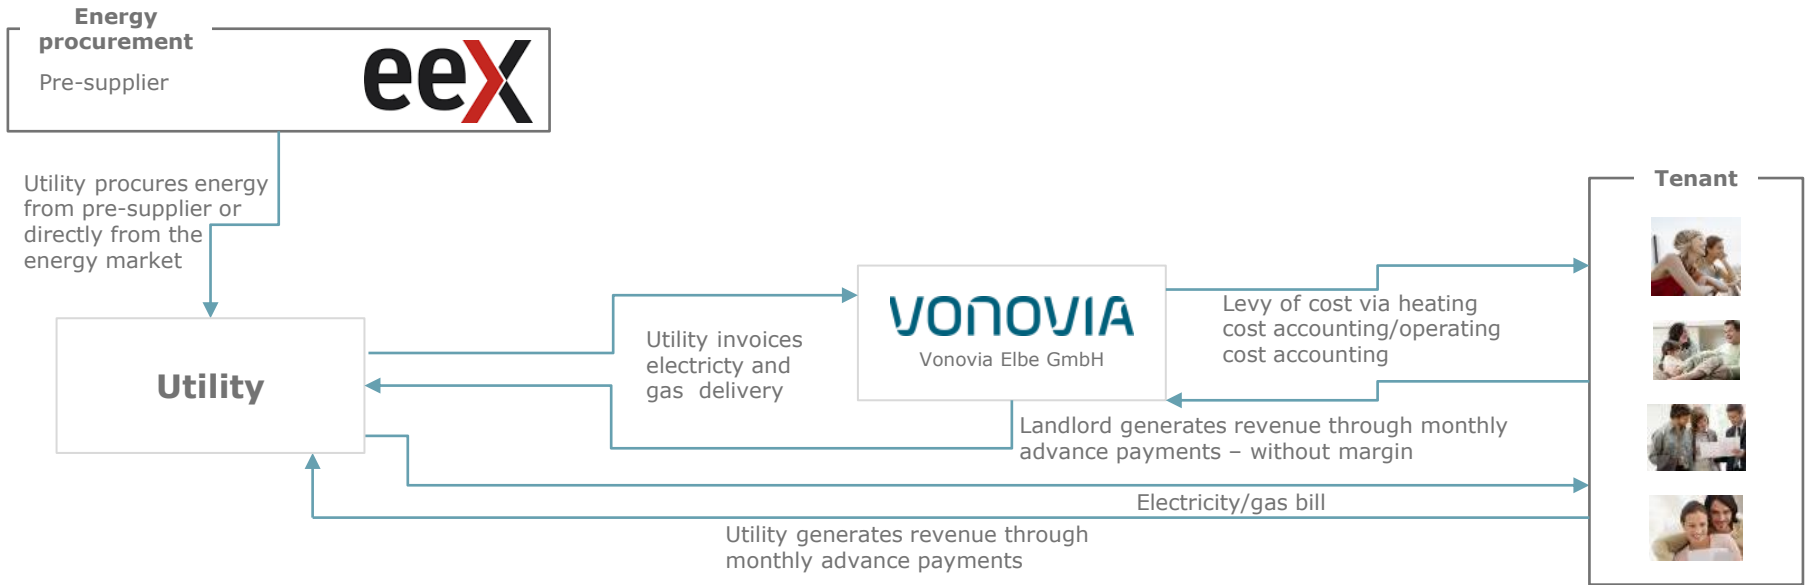 Energy
procurement
Pre-supplier
eex
Utility procures energy
from pre-supplier or
directly from the
energy market
Tenant
Utility
Utility invoices
electricty and
gas delivery
VONOVIA
Vonovia Elbe GmbH
Levy of cost via heating
cost accounting/operating
cost accounting
Landlord generates revenue through monthly
advance payments – without margin
Electricity/gas bill
Utility generates revenue through
monthly advance payments